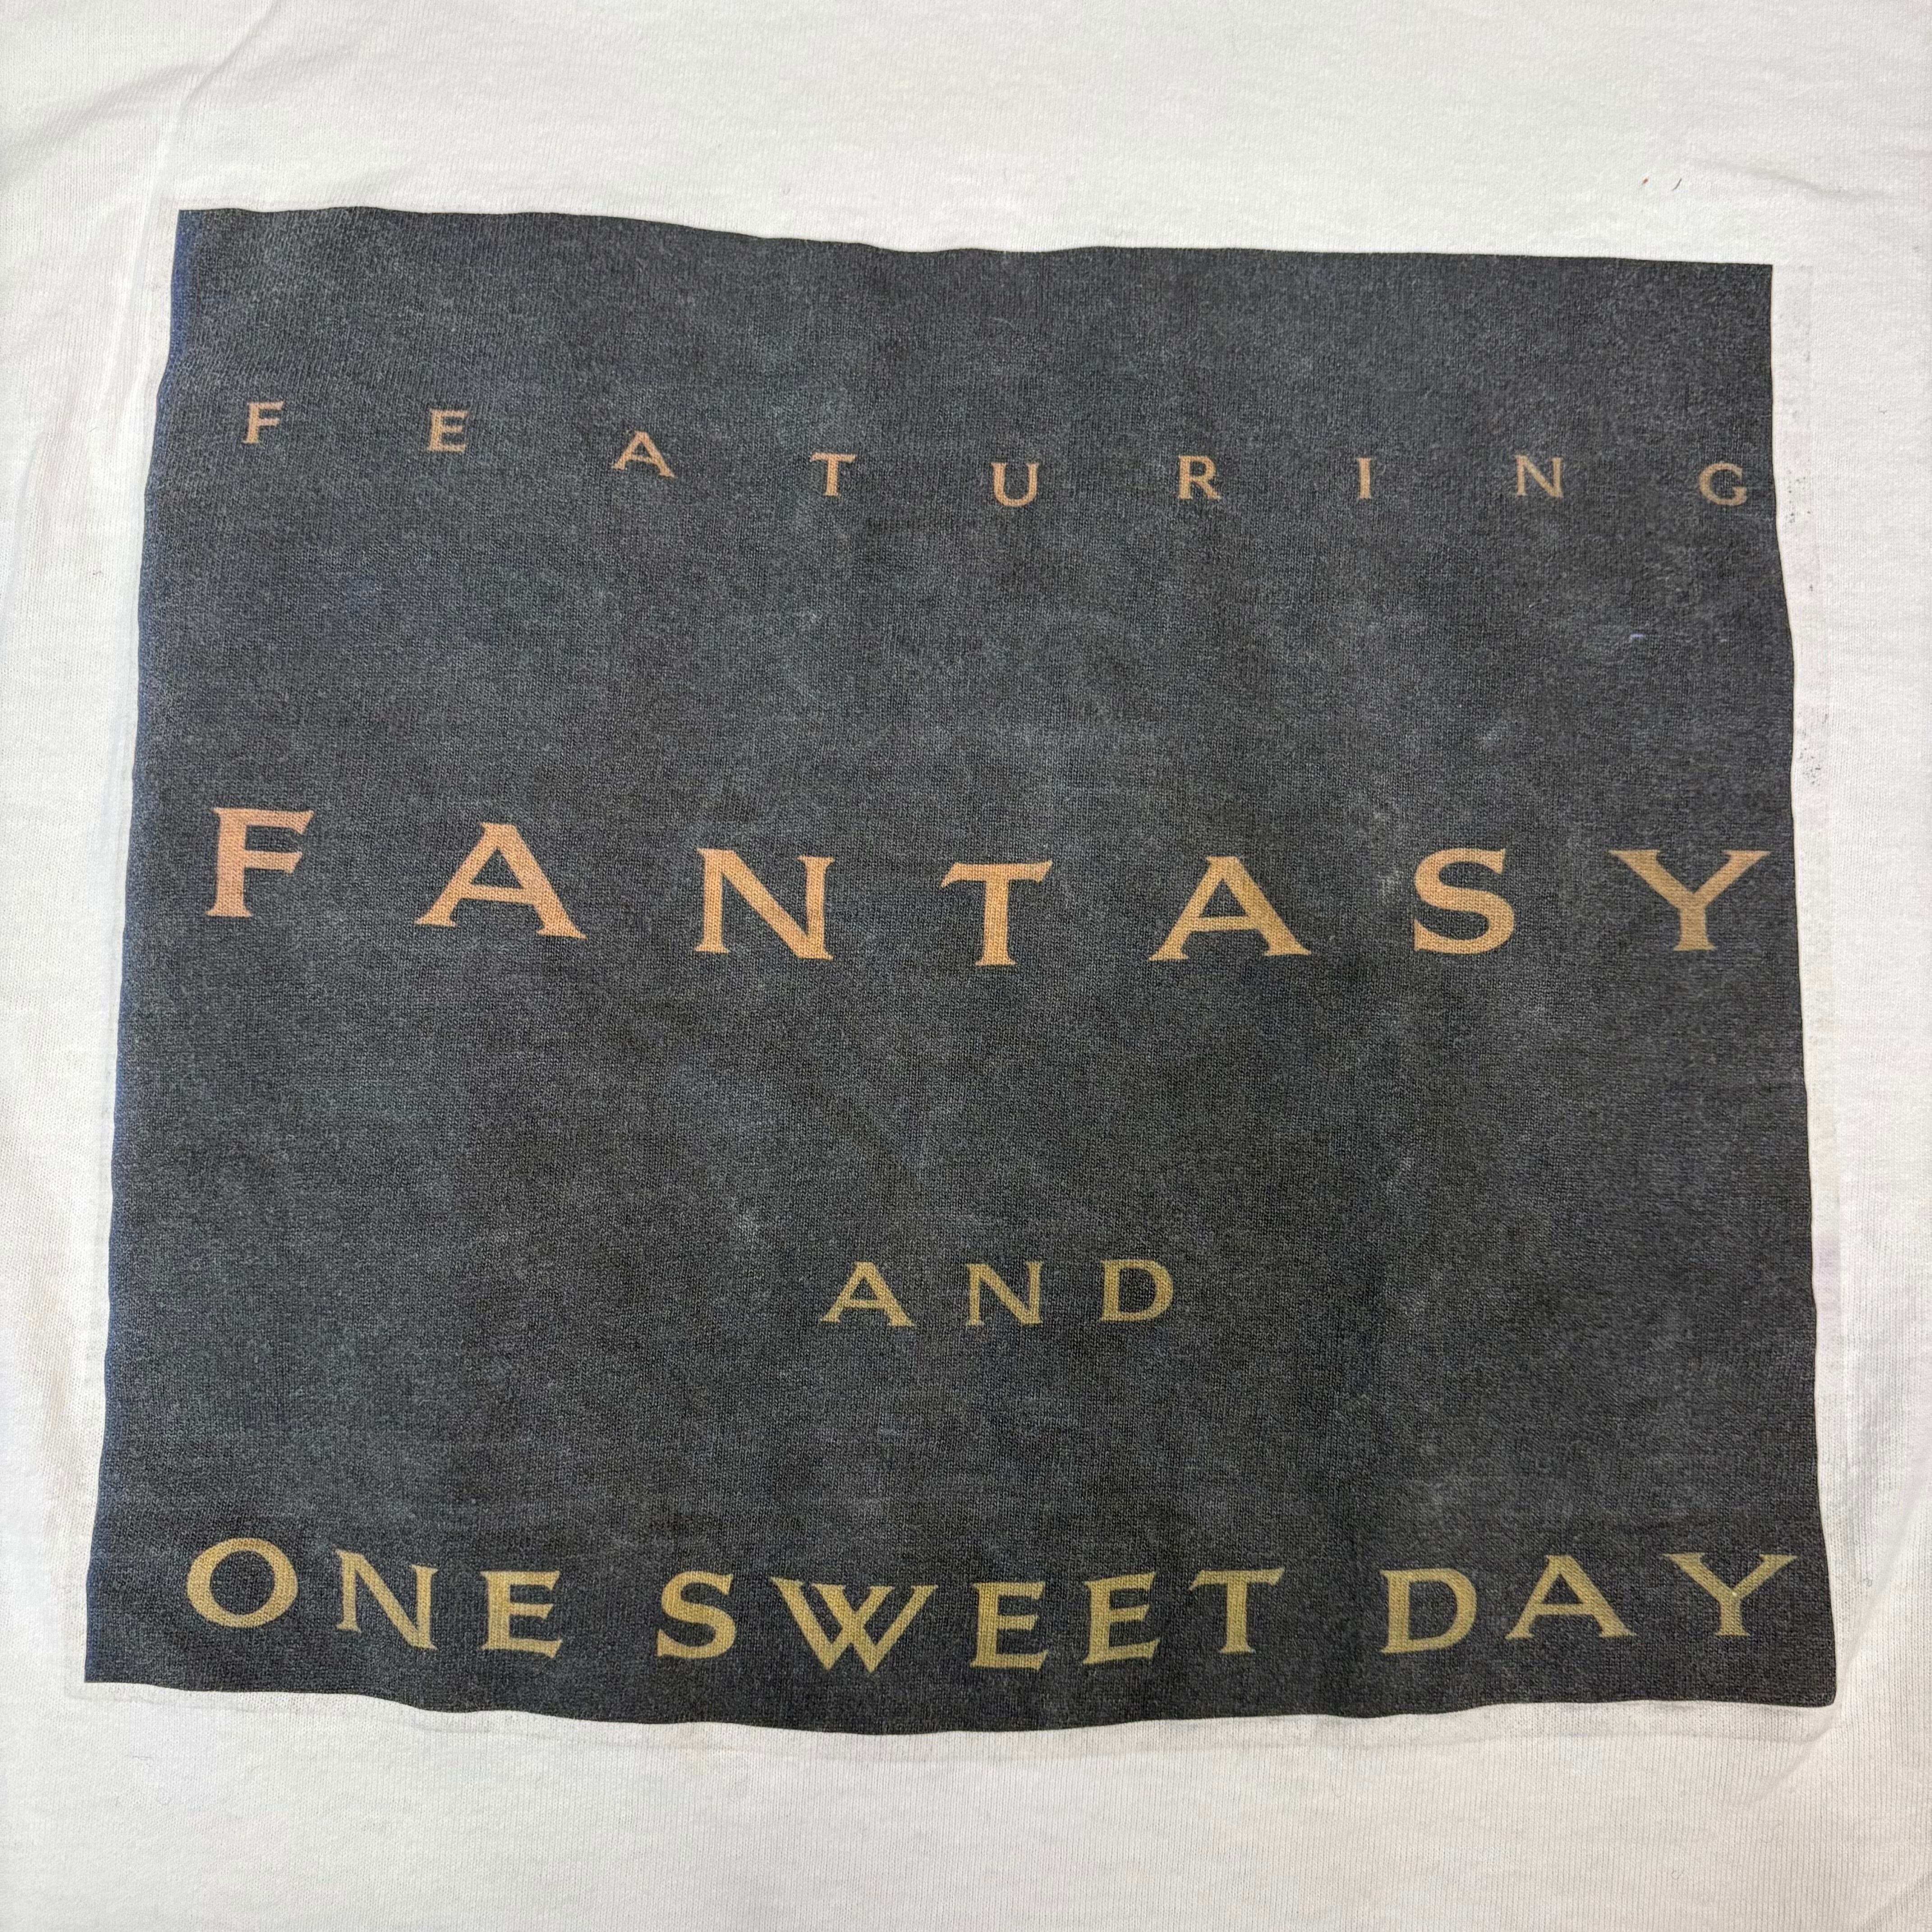 FEATURING
FANTASY
AND
ONE SWEET DAY